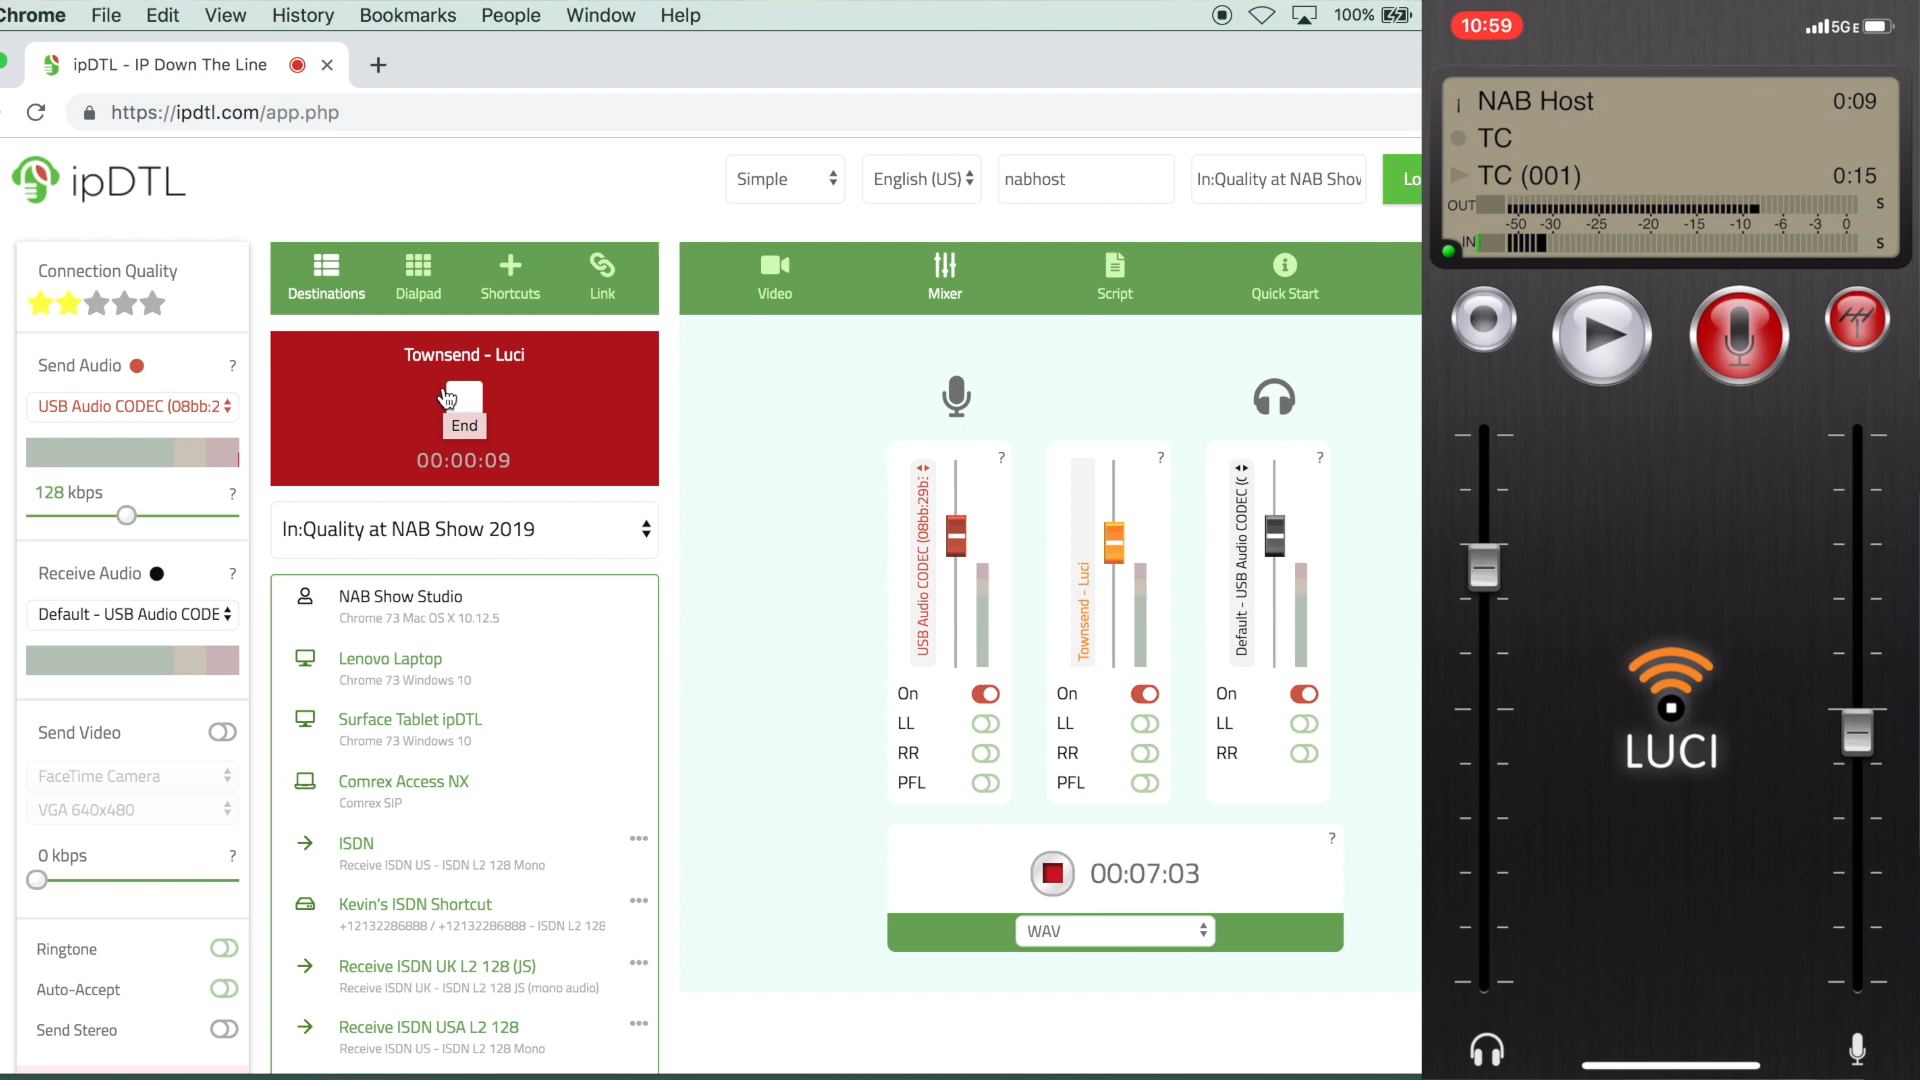 Chrome File Edit View History Bookmarks People Window Help 100%
ipDTL - IP Down The Line
https://ipdtl.com/app.php
ipDTL
Simple
English (US)
nabhost
In:Quality at NAB Show
Lo
Connection Quality
Send Audio ?
USB Audio CODEC (08bb:2
128 kbps ?
Receive Audio ?
Default - USB Audio CODE
Send Video
FaceTime Camera
VGA 640x480
0 kbps ?
Ringtone
Auto-Accept
Send Stereo
Destinations Dialpad Shortcuts Link
Townsend - Luci
End
00:00:09
In:Quality at NAB Show 2019
NAB Show Studio
Chrome 73 Mac OS X 10.12.5
Lenovo Laptop
Chrome 73 Windows 10
Surface Tablet ipDTL
Chrome 73 Windows 10
Comrex Access NX
Comrex SIP
ISDN
Receive ISDN US - ISDN L2 128 Mono
Kevin's ISDN Shortcut
+12132286888 / +12132286888 - ISDN L2 128
Receive ISDN UK L2 128 (JS)
Receive ISDN UK - ISDN L2 128 JS (mono audio)
Receive ISDN USA L2 128
Receive ISDN US - ISDN L2 128 Mono
Video Mixer Script Quick Start
? ? ?
USB Audio CODEC (08bb:29b:
Townsend - Luci
Default - USB Audio CODEC (
On On On
LL LL LL
RR RR RR
PFL PFL
?
00:07:03
WAV
10:59 5GE
NAB Host 0:09
TC
TC (001) 0:15
OUT S
-50 -30 -25 -20 -15 -10 -6 -3 0
IN S
LUCI